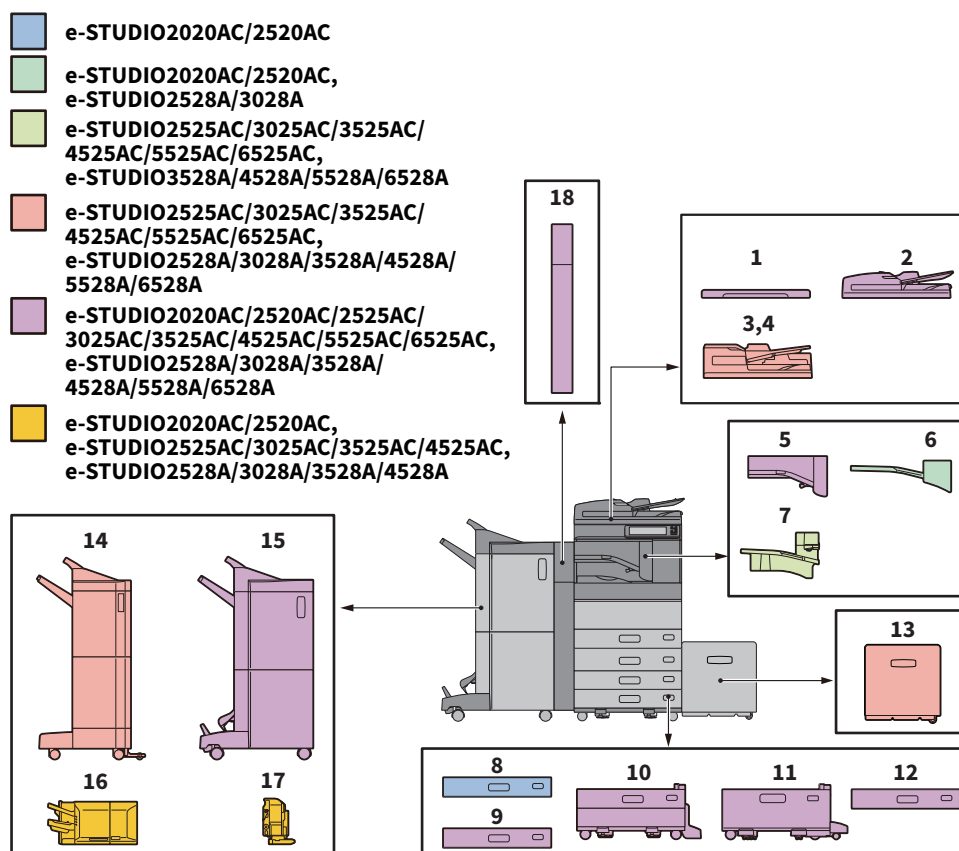 e-STUDIO2020AC/2520AC
e-STUDIO2020AC/2520AC,
e-STUDIO2528A/3028A
e-STUDIO2525AC/3025AC/3525AC/
4525AC/5525AC/6525AC,
e-STUDIO3528A/4528A/5528A/6528A
e-STUDIO2525AC/3025AC/3525AC/
4525AC/5525AC/6525AC,
e-STUDIO2528A/3028A/3528A/4528A/
5528A/6528A
e-STUDIO2020AC/2520AC/2525AC/
3025AC/3525AC/4525AC/5525AC/6525AC,
e-STUDIO2528A/3028A/3528A/
4528A/5528A/6528A
e-STUDIO2020AC/2520AC,
e-STUDIO2525AC/3025AC/3525AC/4525AC,
e-STUDIO2528A/3028A/3528A/4528A
18
1
2
3,4
5
6
7
14
15
13
16
17
8
9
10
11
12